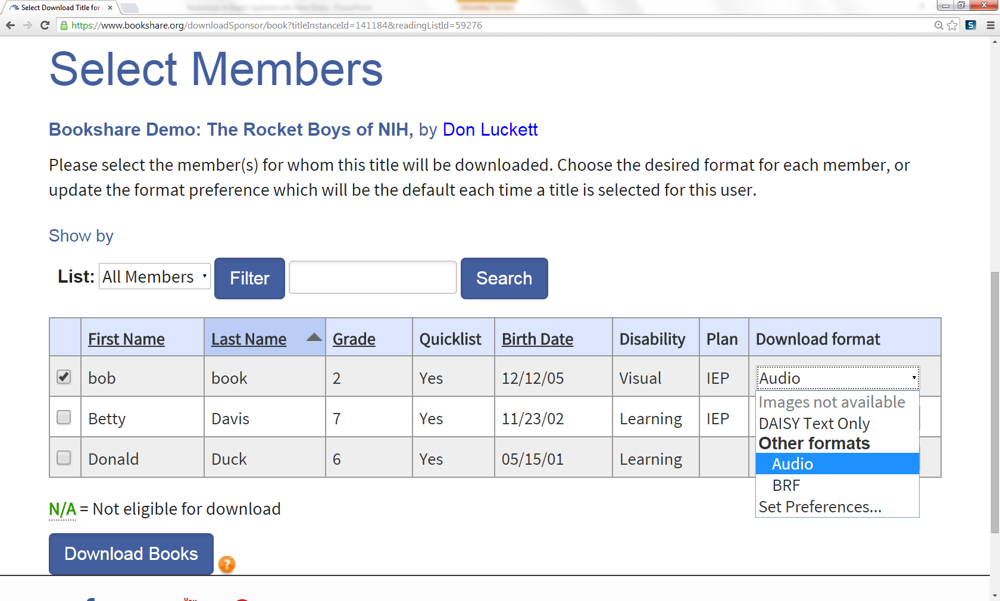 Select Download Title for
https://www.bookshare.org/downloadSponsor/book?titleInstanceId=141184&readingListId=59276
S
Select Members
Bookshare Demo: The Rocket Boys of NIH, by Don Luckett
Please select the member(s) for whom this title will be downloaded. Choose the desired format for each member, or
update the format preference which will be the default each time a title is selected for this user.
Show by
List: All Members Filter Search
First Name Last Name Grade Quicklist Birth Date Disability Plan Download format
bob book 2 Yes 12/12/05 Visual IEP Audio
Images not available
Betty Davis 7 Yes 11/23/02 Learning IEP DAISY Text Only
Other formats
Donald Duck 6 Yes 05/15/01 Learning Audio
BRF
Set Preferences...
N/A = Not eligible for download
Download Books ?
You